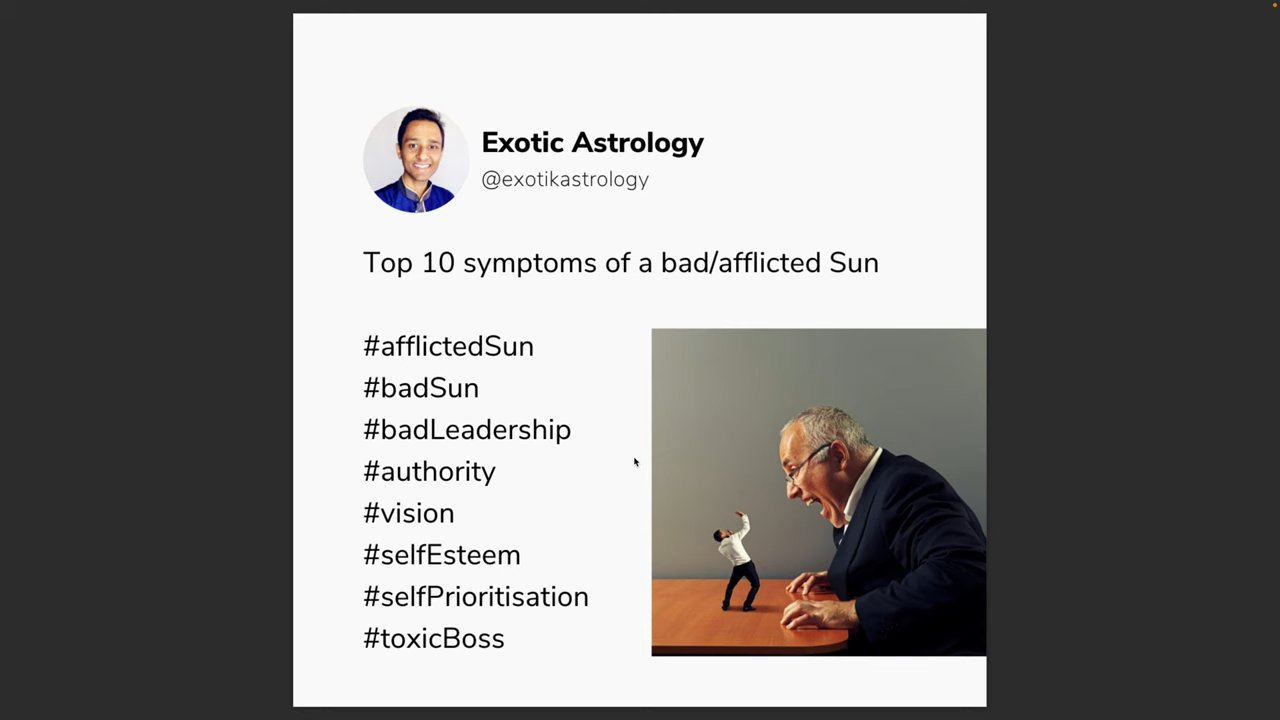 Exotic Astrology
@exotikastrology
Top 10 symptoms of a bad/afflicted Sun
#afflictedSun
#badSun
#badLeadership
#authority
#vision
#selfEsteem
#selfPrioritisation
#toxicBoss